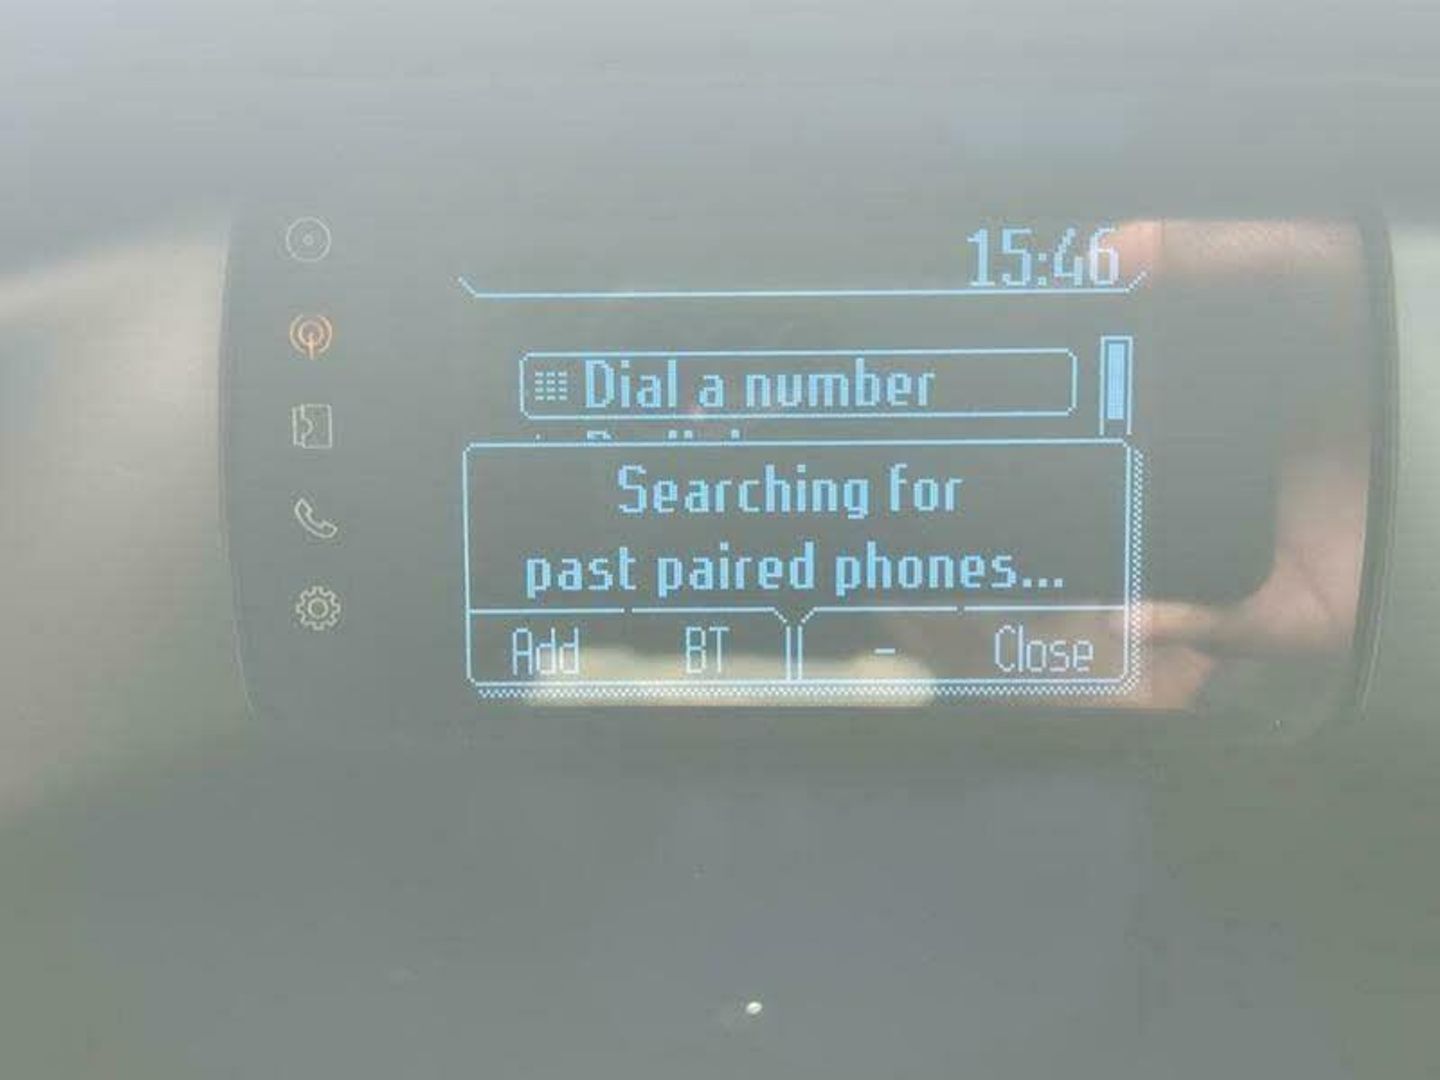 15:46
Dial a number
Searching for
past paired phones...
Add BT - Close